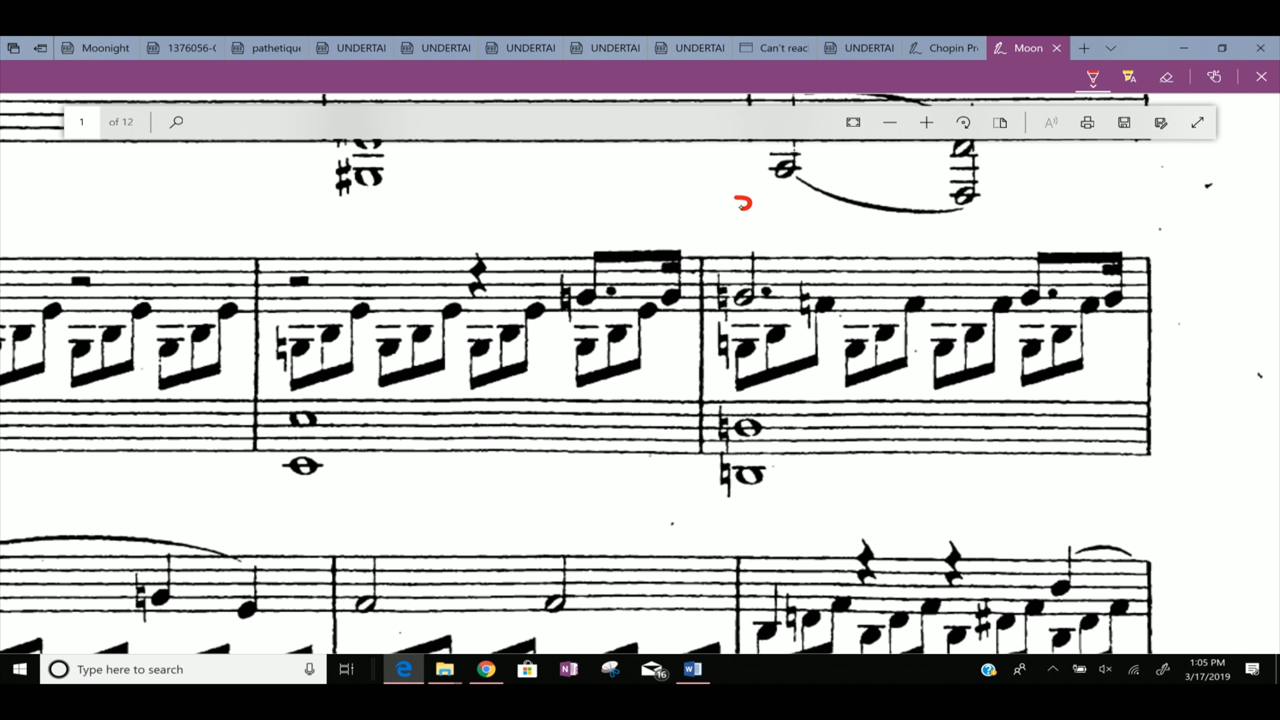 Moonight
1376056-
pathetique
UNDERTAI
UNDERTAI
UNDERTAI
UNDERTAI
UNDERTAI
Can't reac
UNDERTAI
Chopin Pr
Moon
1 of 12
Type here to search
16
1:05 PM
3/17/2019